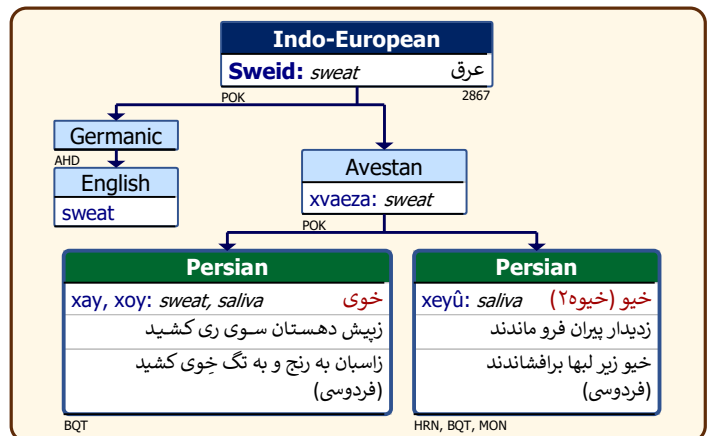 Indo-European
Sweid: sweat عرق
POK 2867
Germanic
AHD
English
sweat
Avestan
xvaeza: sweat
POK
Persian
xay, xoy: sweat, saliva خوی
زپیش دهستان سوی ری کشید
زاسبان به رنج و به تگ خِوی کشید
(فردوسی)
BQT
Persian
xeyû: saliva خیو (خیوه۲)
زدیدار پیران فرو ماندند
خیو زیر لبها برافشاندند
(فردوسی)
HRN, BQT, MON